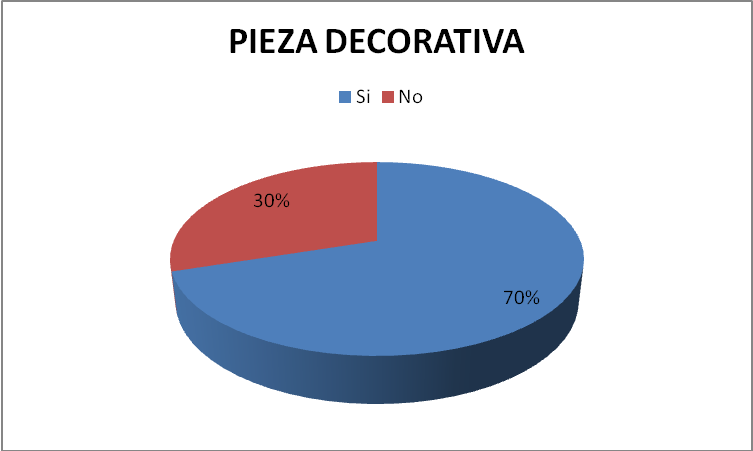 PIEZA DECORATIVA
Si No
30%
70%